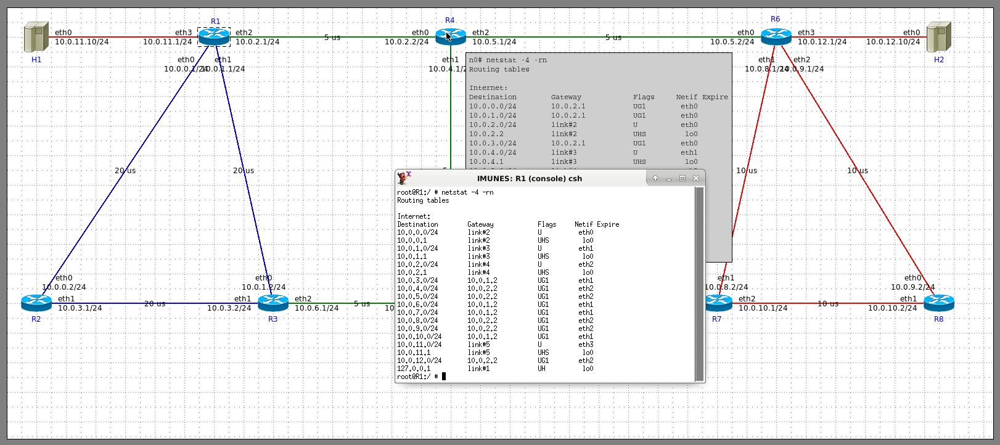 R1
R4
R6
eth0
eth3
eth2
eth0
eth2
eth0
eth3
eth0
10.0.11.10/24
10.0.11.1/24
10.0.2.1/24
5 us
10.0.2.2/24
10.0.5.1/24
5 us
10.0.5.2/24
10.0.12.1/24
10.0.12.10/24
H1
eth0
eth1
eth1
eth1
eth2
H2
10.0.0.1/24
10.0.1.1/24
10.0.4.1/2
10.0.8.1/24
10.0.9.1/24
n0# netstat -4 -rn
Routing tables
Internet:
Destination Gateway Flags Netif Expire
10.0.0.0/24 10.0.2.1 UG1 eth0
10.0.1.0/24 10.0.2.1 UG1 eth0
10.0.2.0/24 link#2 U eth0
10.0.2.2 link#2 UHS lo0
10.0.3.0/24 10.0.2.1 UG1 eth0
10.0.4.0/24 link#3 U eth1
10.0.4.1 link#3 UHS lo0
20 us
20 us
10 us
10 us
IMUNES: R1 (console) csh
root@R1:/ # netstat -4 -rn
Routing tables
Internet:
Destination Gateway Flags Netif Expire
10.0.0.0/24 link#2 U eth0
10.0.0.1 link#2 UHS lo0
10.0.1.0/24 link#3 U eth1
10.0.1.1 link#3 UHS lo0
10.0.2.0/24 link#4 U eth2
10.0.2.1 link#4 UHS lo0
10.0.3.0/24 10.0.1.2 UG1 eth1
10.0.4.0/24 10.0.2.2 UG1 eth2
10.0.5.0/24 10.0.2.2 UG1 eth2
10.0.6.0/24 10.0.1.2 UG1 eth1
10.0.7.0/24 10.0.1.2 UG1 eth1
10.0.8.0/24 10.0.2.2 UG1 eth2
10.0.9.0/24 10.0.2.2 UG1 eth2
10.0.10.0/24 10.0.1.2 UG1 eth1
10.0.11.0/24 link#5 U eth3
10.0.11.1 link#5 UHS lo0
10.0.12.0/24 10.0.2.2 UG1 eth2
127.0.0.1 link#1 UH lo0
root@R1:/ #
eth0
eth0
eth1
eth0
10.0.0.2/24
10.0.1.2/24
10.0.8.2/24
10.0.9.2/24
eth1
eth1
eth2
eth2
eth1
10.0.3.1/24
20 us
10.0.3.2/24
10.0.6.1/24
5 us
10
10.0.10.1/24
10 us
10.0.10.2/24
R2
R3
R7
R8